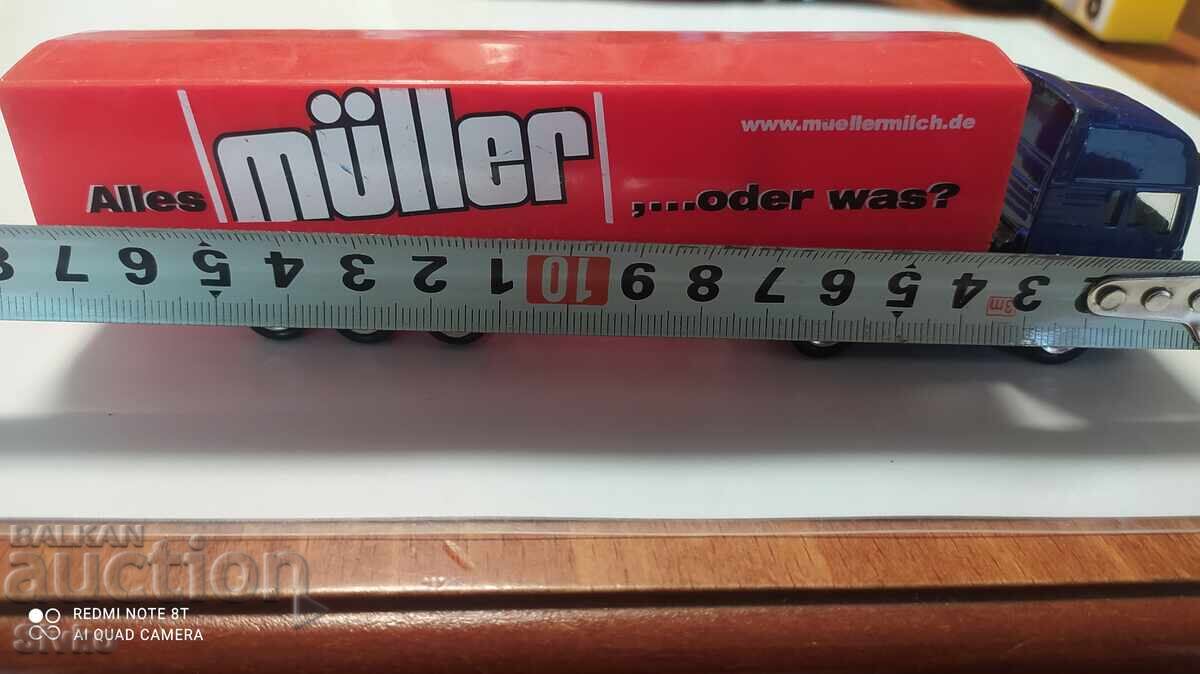 www.muellermilch.de
Alles müller ,....oder was?
8 7 6 5 4 3 2 1 10 9 8 7 6 5 4 3m 3 2
BALKAN
auction
REDMI NOTE 8T
AI QUAD CAMERA